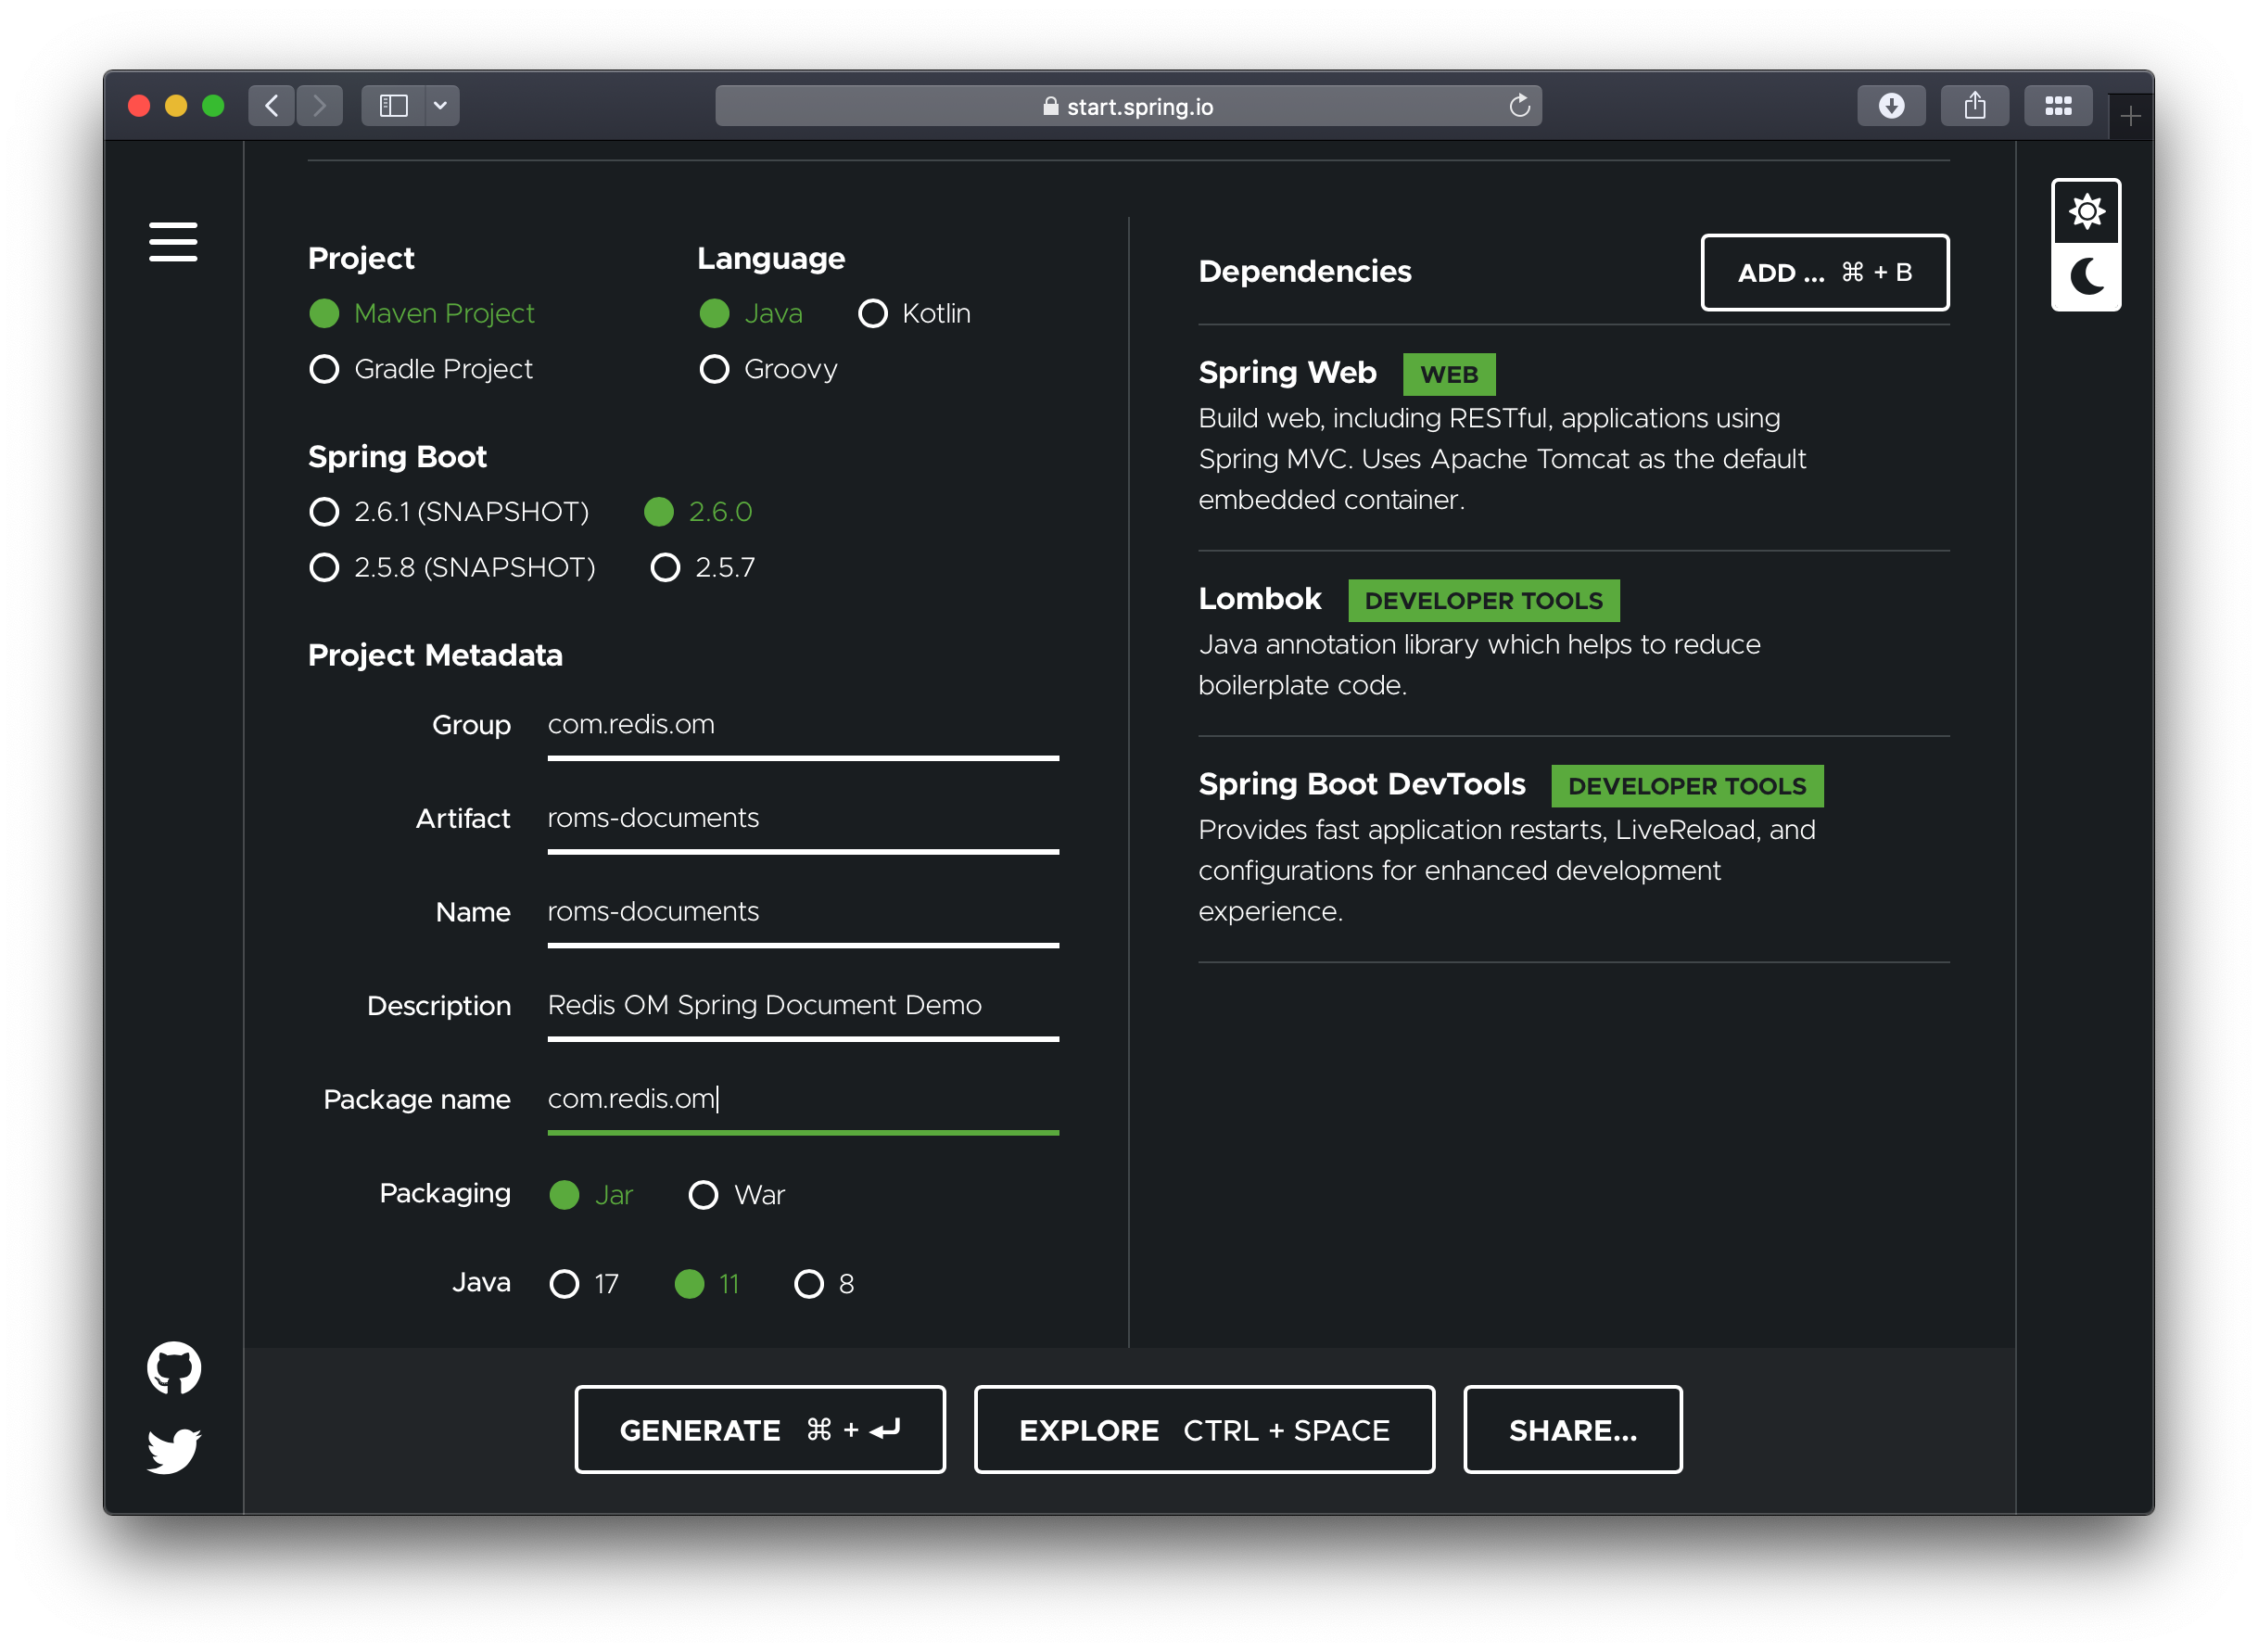 start.spring.io
Project
Maven Project
Gradle Project
Language
Java Kotlin
Groovy
Spring Boot
2.6.1 (SNAPSHOT) 2.6.0
2.5.8 (SNAPSHOT) 2.5.7
Project Metadata
Group com.redis.om
Artifact roms-documents
Name roms-documents
Description Redis OM Spring Document Demo
Package name com.redis.om
Packaging Jar War
Java 17 11 8
Dependencies
ADD ... ⌘ + B
Spring Web WEB
Build web, including RESTful, applications using
Spring MVC. Uses Apache Tomcat as the default
embedded container.
Lombok DEVELOPER TOOLS
Java annotation library which helps to reduce
boilerplate code.
Spring Boot DevTools DEVELOPER TOOLS
Provides fast application restarts, LiveReload, and
configurations for enhanced development
experience.
GENERATE ⌘ + ⏎
EXPLORE CTRL + SPACE
SHARE...